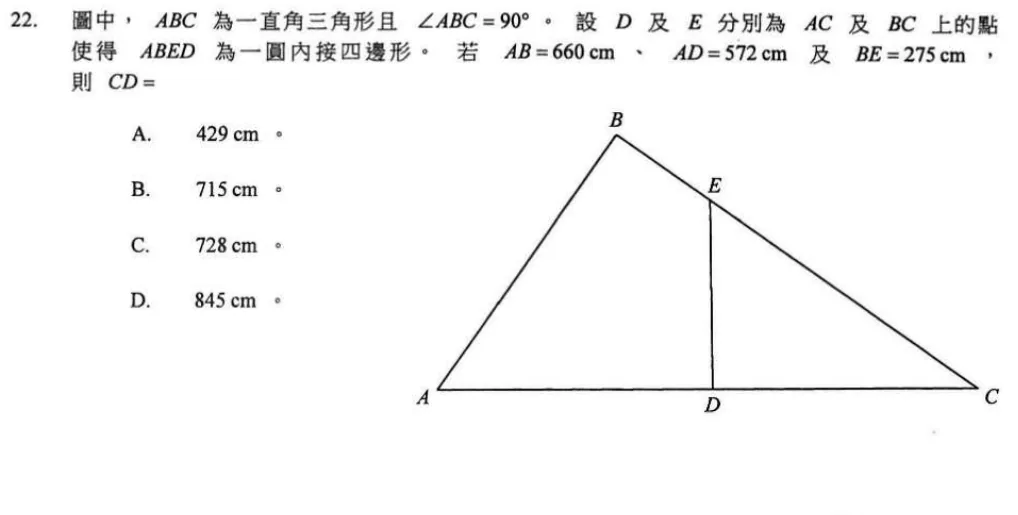 22. 圖中， ABC 為一直角三角形且 ∠ABC = 90° 。 設 D 及 E 分別為 AC 及 BC 上的點
使得 ABED 為一圓內接四邊形。 若 AB = 660 cm 、 AD = 572 cm 及 BE = 275 cm ，
則 CD =
A. 429 cm 。
B. 715 cm 。
C. 728 cm 。
D. 845 cm 。
B
E
A
D
C